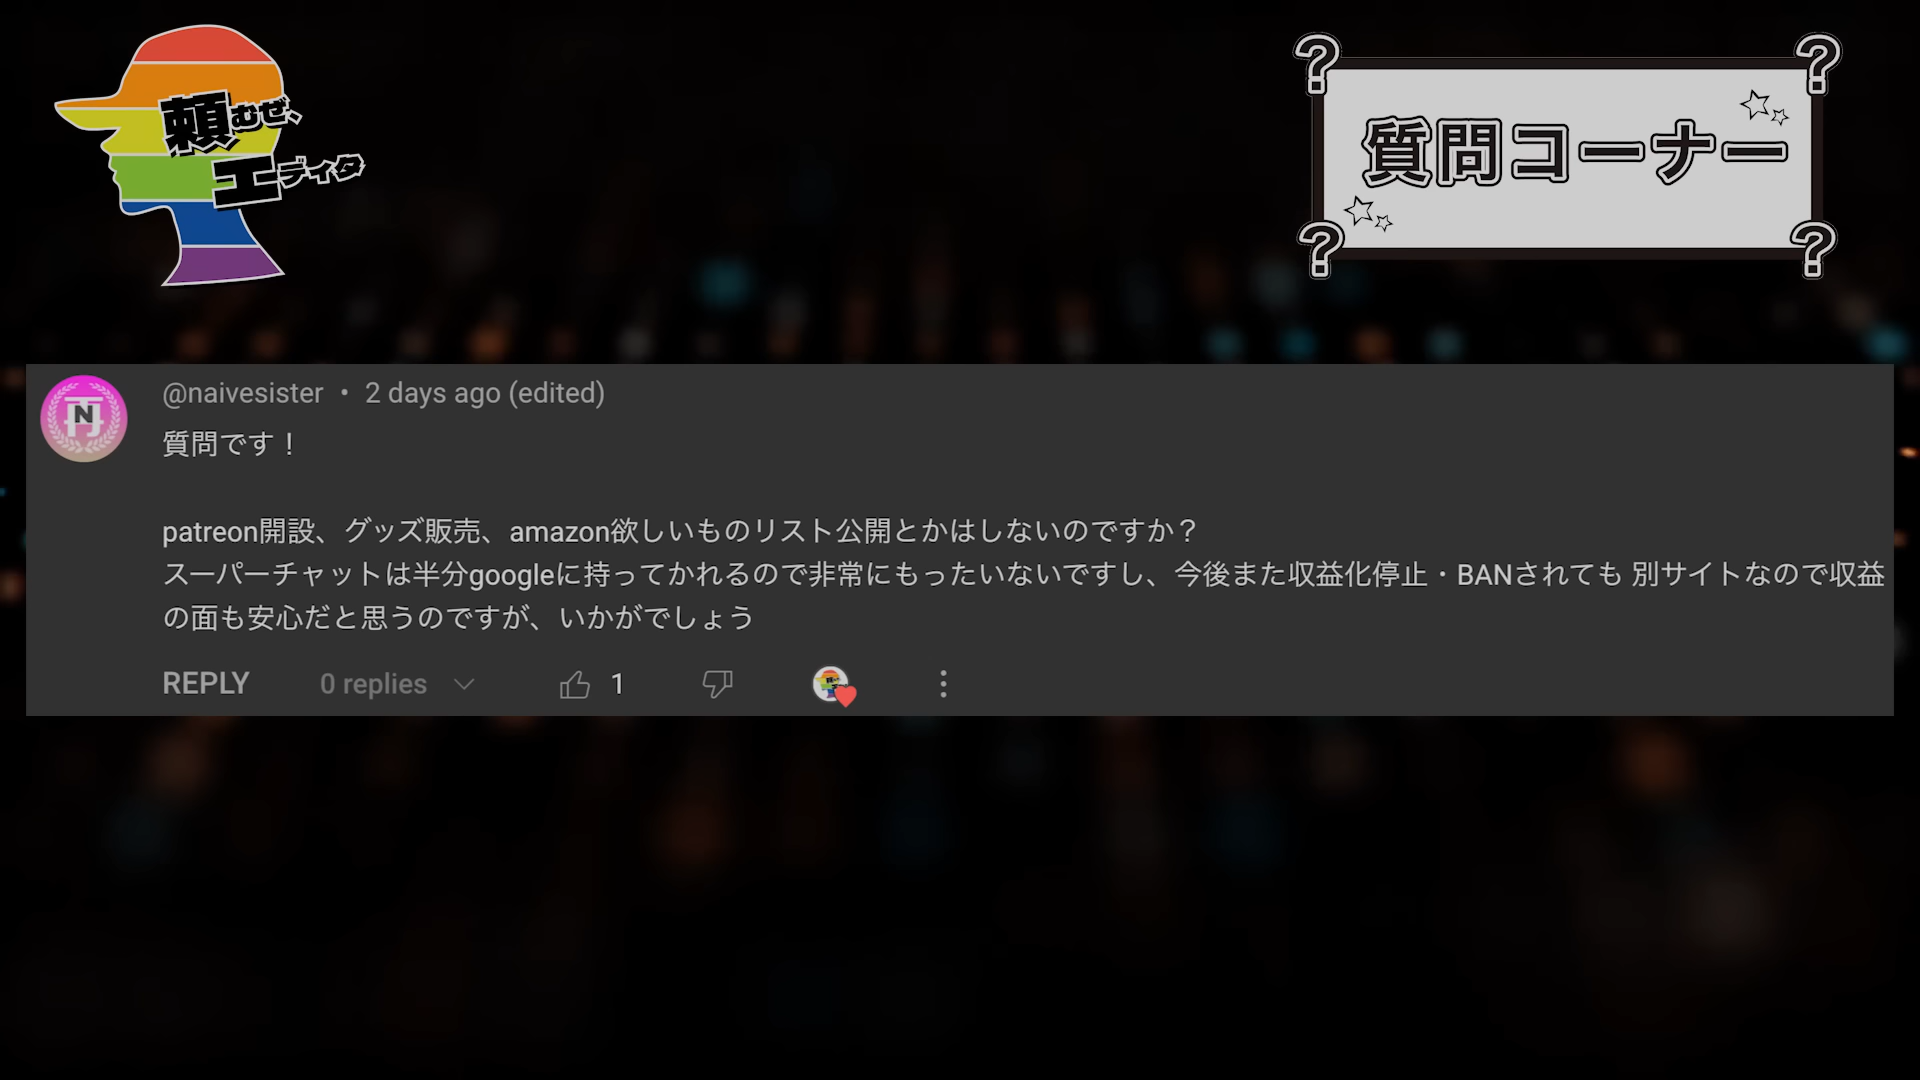 頼むぜ、
エディタ
質問コーナー
@naivesister • 2 days ago (edited)
質問です！
patreon開設、グッズ販売、amazon欲しいものリスト公開とかはしないのですか？
スーパーチャットは半分googleに持ってかれるので非常にもったいないですし、今後また収益化停止・BANされても 別サイトなので収益
の面も安心だと思うのですが、いかがでしょう
REPLY 0 replies 1